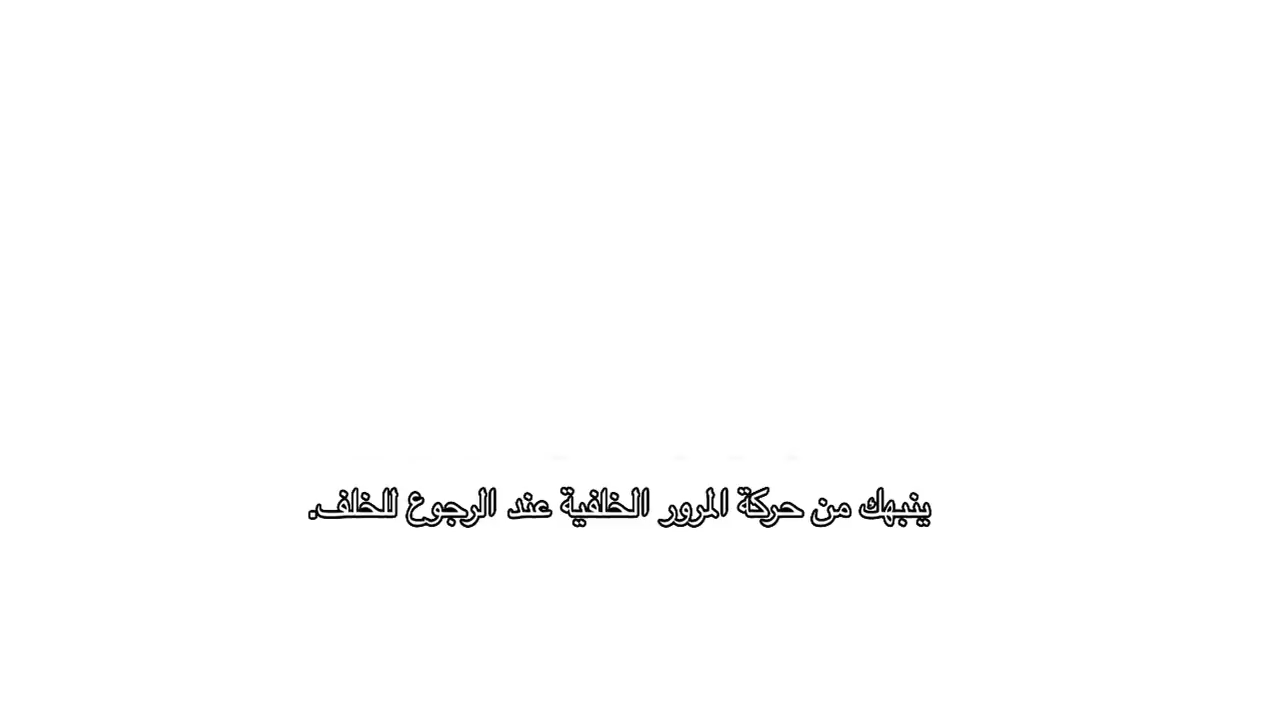 ينبهك من حركة المرور الخلفية عند الرجوع للخلف.